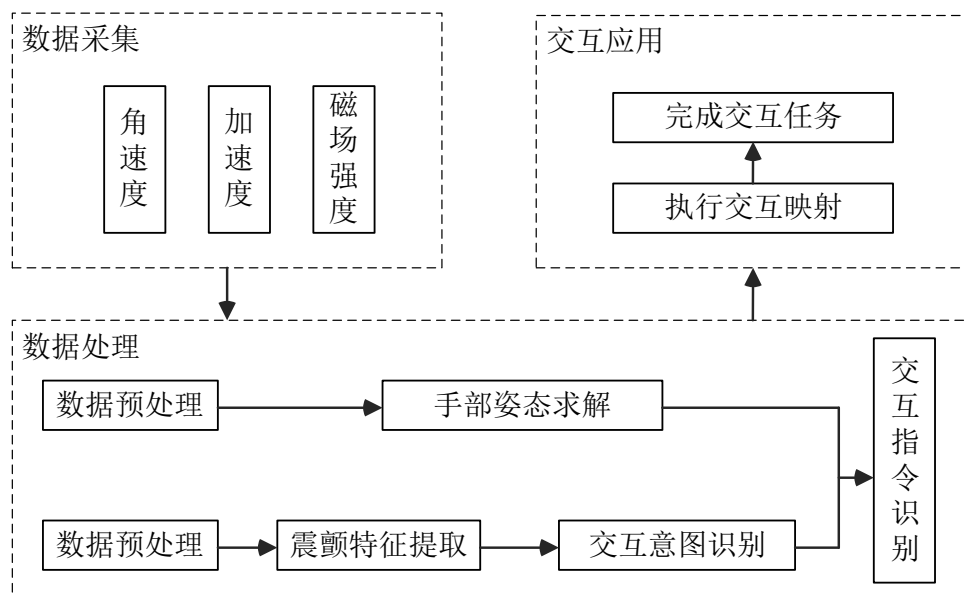 数据采集
角速度
加速度
磁场强度
交互应用
完成交互任务
执行交互映射
数据处理
数据预处理
手部姿态求解
交互指令识别
数据预处理
震颤特征提取
交互意图识别